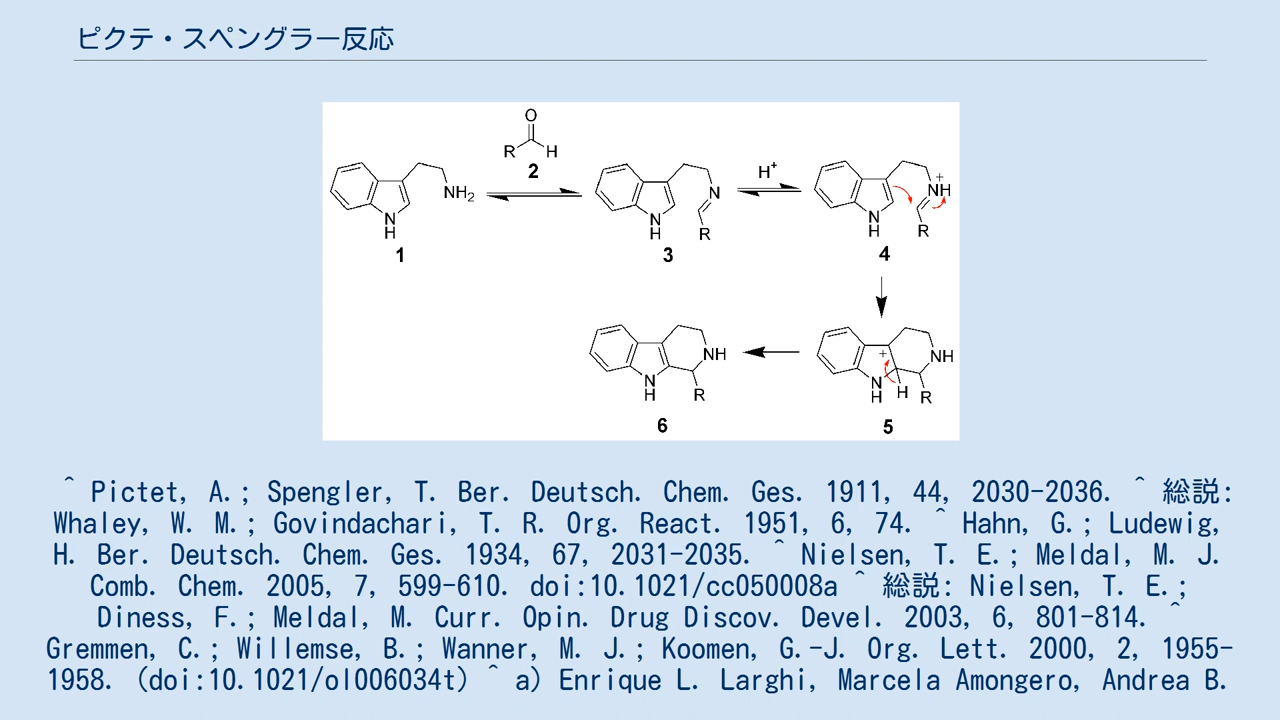 ピクテ・スペングラー反応
O
R H
2
NH2
N
H
1
N
N
H
R
3
H+
+
NH
N
H
R
4
NH
N
H
R
6
+
NH
N
H
H
R
5
^ Pictet, A.; Spengler, T. Ber. Deutsch. Chem. Ges. 1911, 44, 2030-2036. ^ 総説:
Whaley, W. M.; Govindachari, T. R. Org. React. 1951, 6, 74. ^ Hahn, G.; Ludewig,
H. Ber. Deutsch. Chem. Ges. 1934, 67, 2031-2035. ^ Nielsen, T. E.; Meldal, M. J.
Comb. Chem. 2005, 7, 599-610. doi:10.1021/cc050008a ^ 総説: Nielsen, T. E.;
Diness, F.; Meldal, M. Curr. Opin. Drug Discov. Devel. 2003, 6, 801-814. ^
Gremmen, C.; Willemse, B.; Wanner, M. J.; Koomen, G.-J. Org. Lett. 2000, 2, 1955-
1958. (doi:10.1021/ol006034t) ^ a) Enrique L. Larghi, Marcela Amongero, Andrea B.